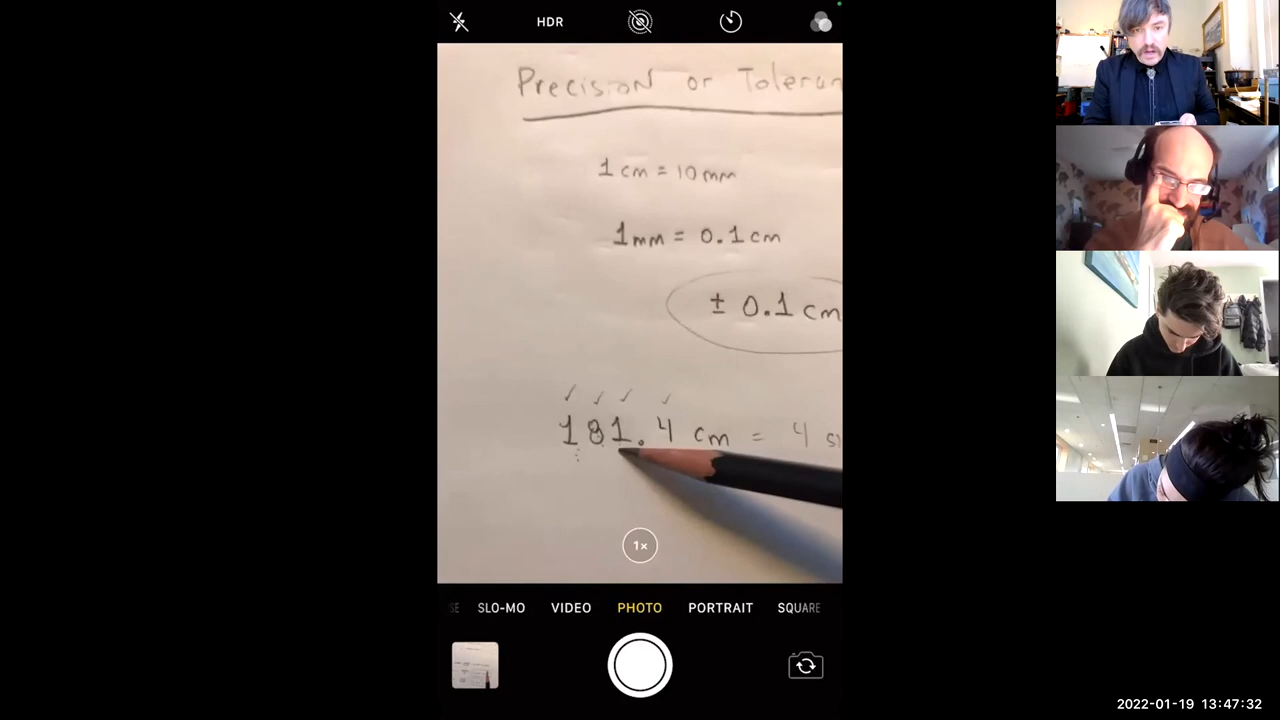 HDR
Precision or Toleran
1 cm = 10 mm
1 mm = 0.1 cm
± 0.1 cm
181.4 cm = 4 si
1×
SLO-MO VIDEO PHOTO PORTRAIT SQUARE
2022-01-19 13:47:32